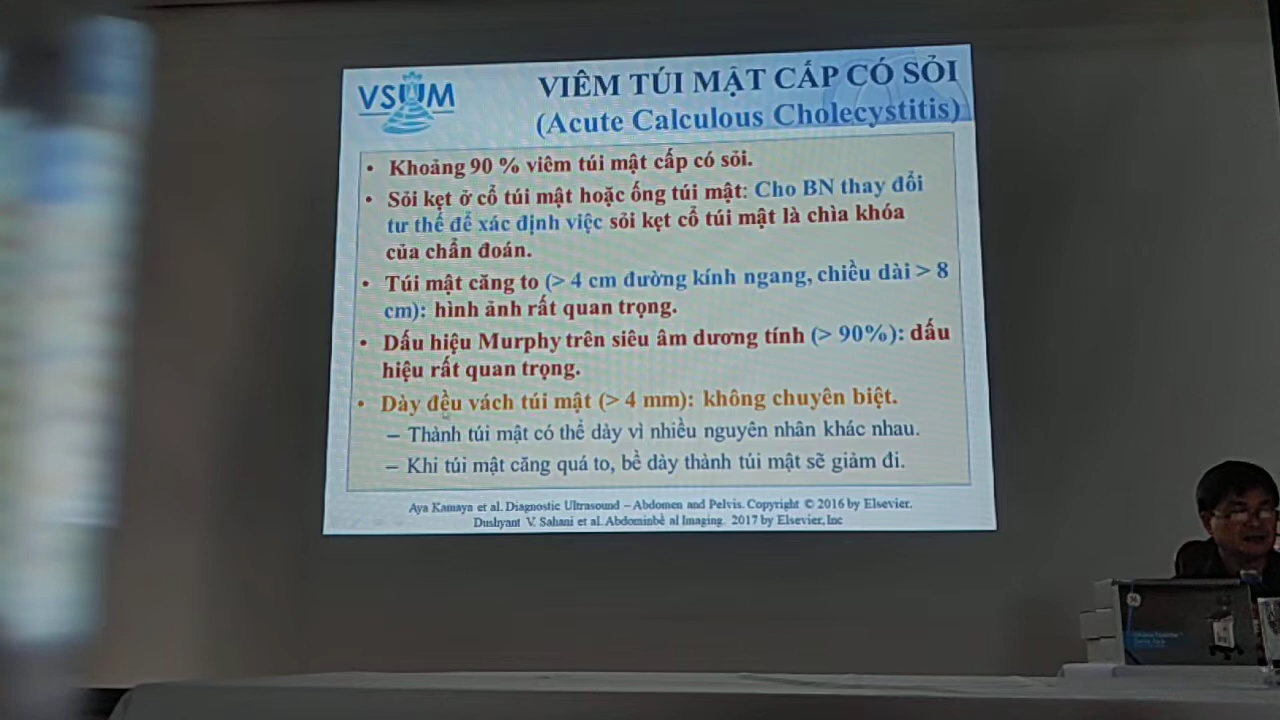 VSUM
VIÊM TÚI MẬT CẤP CÓ SỎI
(Acute Calculous Cholecystitis)
• Khoảng 90 % viêm túi mật cấp có sỏi.
• Sỏi kẹt ở cổ túi mật hoặc ống túi mật: Cho BN thay đổi
tư thế để xác định việc sỏi kẹt cổ túi mật là chìa khóa
của chẩn đoán.
• Túi mật căng to (> 4 cm đường kính ngang, chiều dài > 8
cm): hình ảnh rất quan trọng.
• Dấu hiệu Murphy trên siêu âm dương tính (> 90%): dấu
hiệu rất quan trọng.
• Dày đều vách túi mật (> 4 mm): không chuyên biệt.
– Thành túi mật có thể dày vì nhiều nguyên nhân khác nhau.
– Khi túi mật căng quá to, bề dày thành túi mật sẽ giảm đi.
Aya Kamaya et al. Diagnostic Ultrasound – Abdomen and Pelvis. Copyright © 2016 by Elsevier.
Dushyant V. Sahani et al. Abdominbè al Imaging. 2017 by Elsevier, Inc